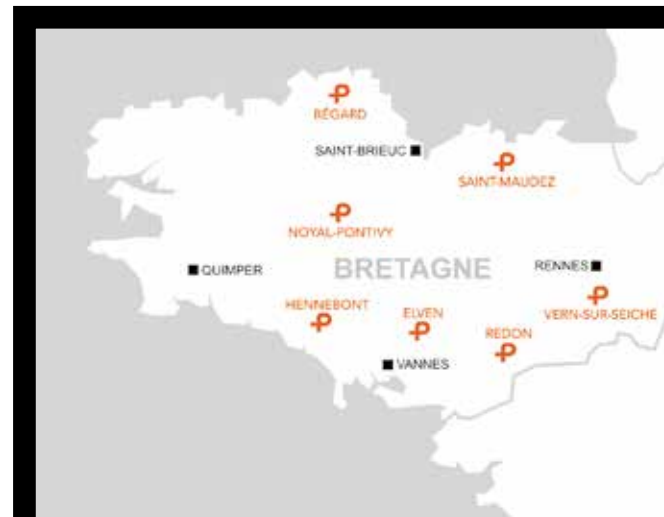 BÉGARD
SAINT-BRIEUC
SAINT-MAUDEZ
NOYAL-PONTIVY
BRETAGNE
QUIMPER
RENNES
HENNEBONT
ELVEN
VERN-SUR-SEICHE
REDON
VANNES